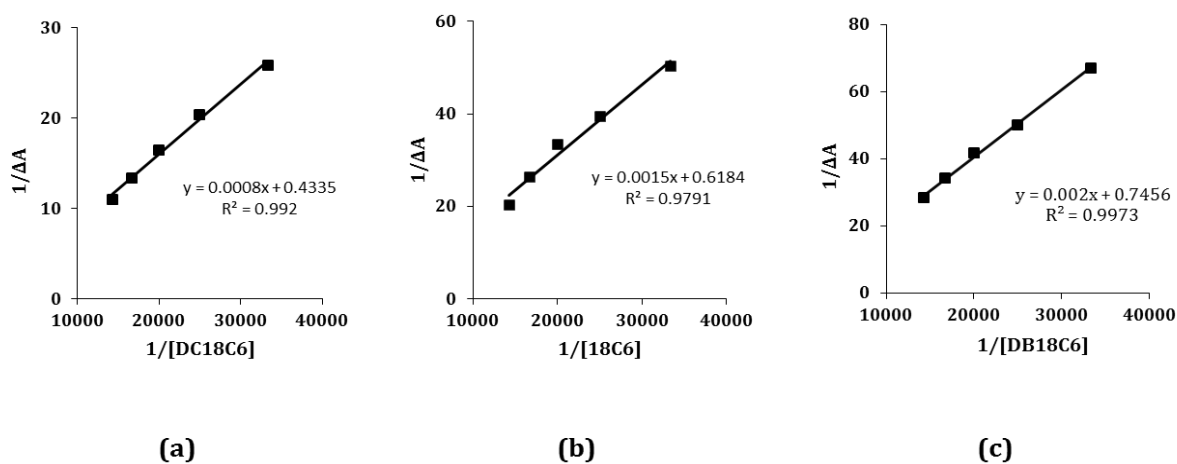 30
20
10
0
1/ΔA
y = 0.0008x + 0.4335
R² = 0.992
10000 20000 30000 40000
1/[DC18C6]
(a)
60
40
20
0
1/ΔA
y = 0.0015x + 0.6184
R² = 0.9791
10000 20000 30000 40000
1/[18C6]
(b)
80
60
40
20
0
1/ΔA
y = 0.002x + 0.7456
R² = 0.9973
10000 20000 30000 40000
1/[DB18C6]
(c)